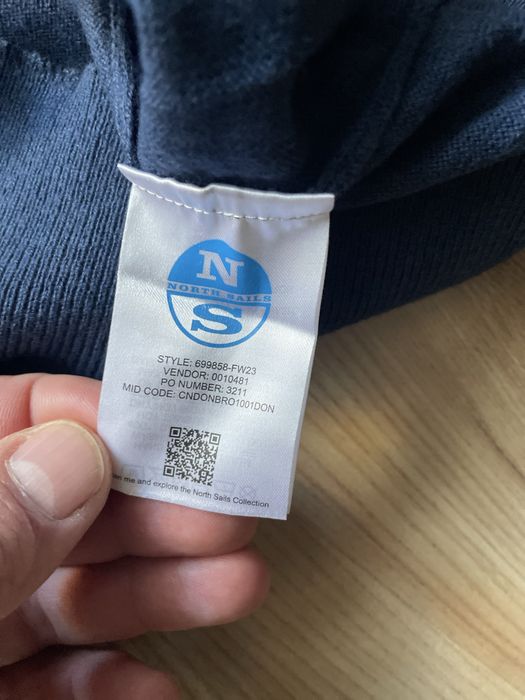 N
NORTH SAILS
S
STYLE: 699858-FW23
VENDOR: 0010481
PO NUMBER: 3211
MID CODE: CNDONBRO1001DON
me and explore the North Sails Collection